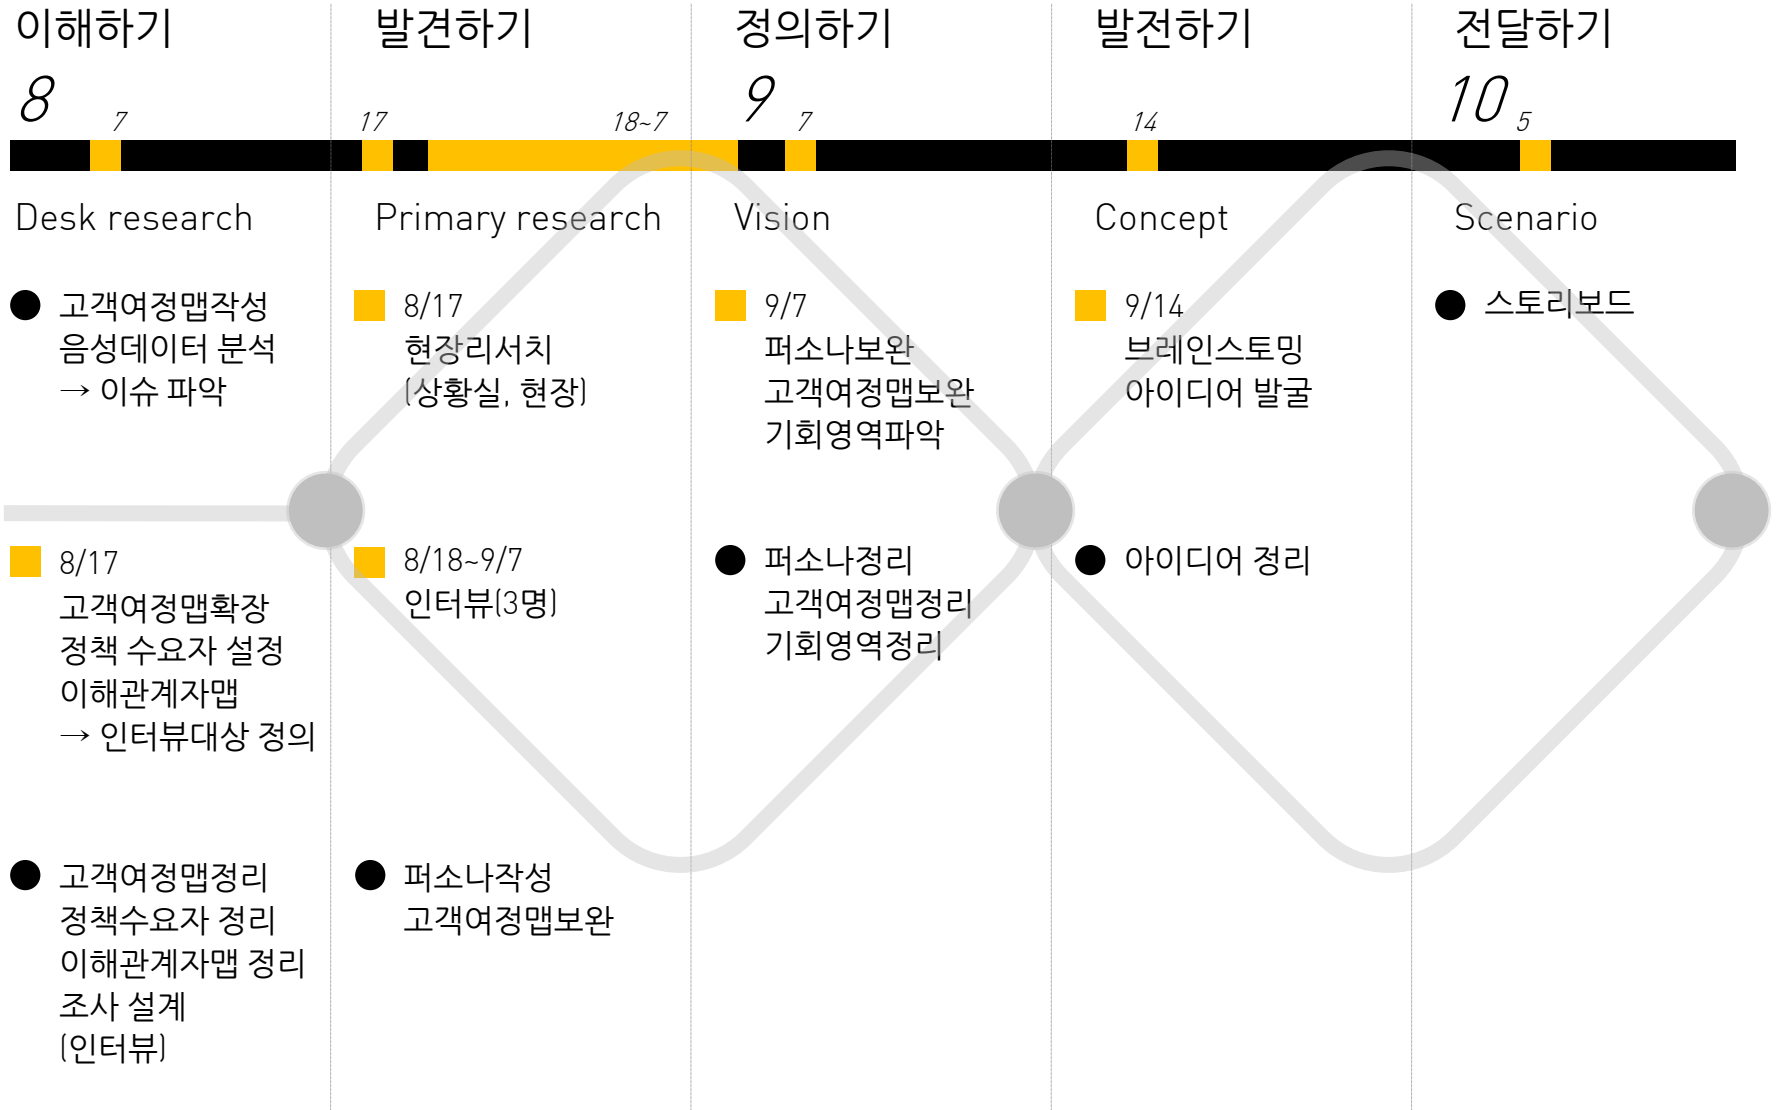 이해하기
발견하기
정의하기
발전하기
전달하기
8
7
17
18~7
9
7
14
10
5
Desk research
Primary research
Vision
Concept
Scenario
고객여정맵작성
음성데이터 분석
→ 이슈 파악
8/17
고객여정맵확장
정책 수요자 설정
이해관계자맵
→ 인터뷰대상 정의
고객여정맵정리
정책수요자 정리
이해관계자맵 정리
조사 설계
(인터뷰)
8/17
현장리서치
(상황실, 현장)
8/18~9/7
인터뷰(3명)
퍼소나작성
고객여정맵보완
9/7
퍼소나보완
고객여정맵보완
기회영역파악
퍼소나정리
고객여정맵정리
기회영역정리
9/14
브레인스토밍
아이디어 발굴
아이디어 정리
스토리보드